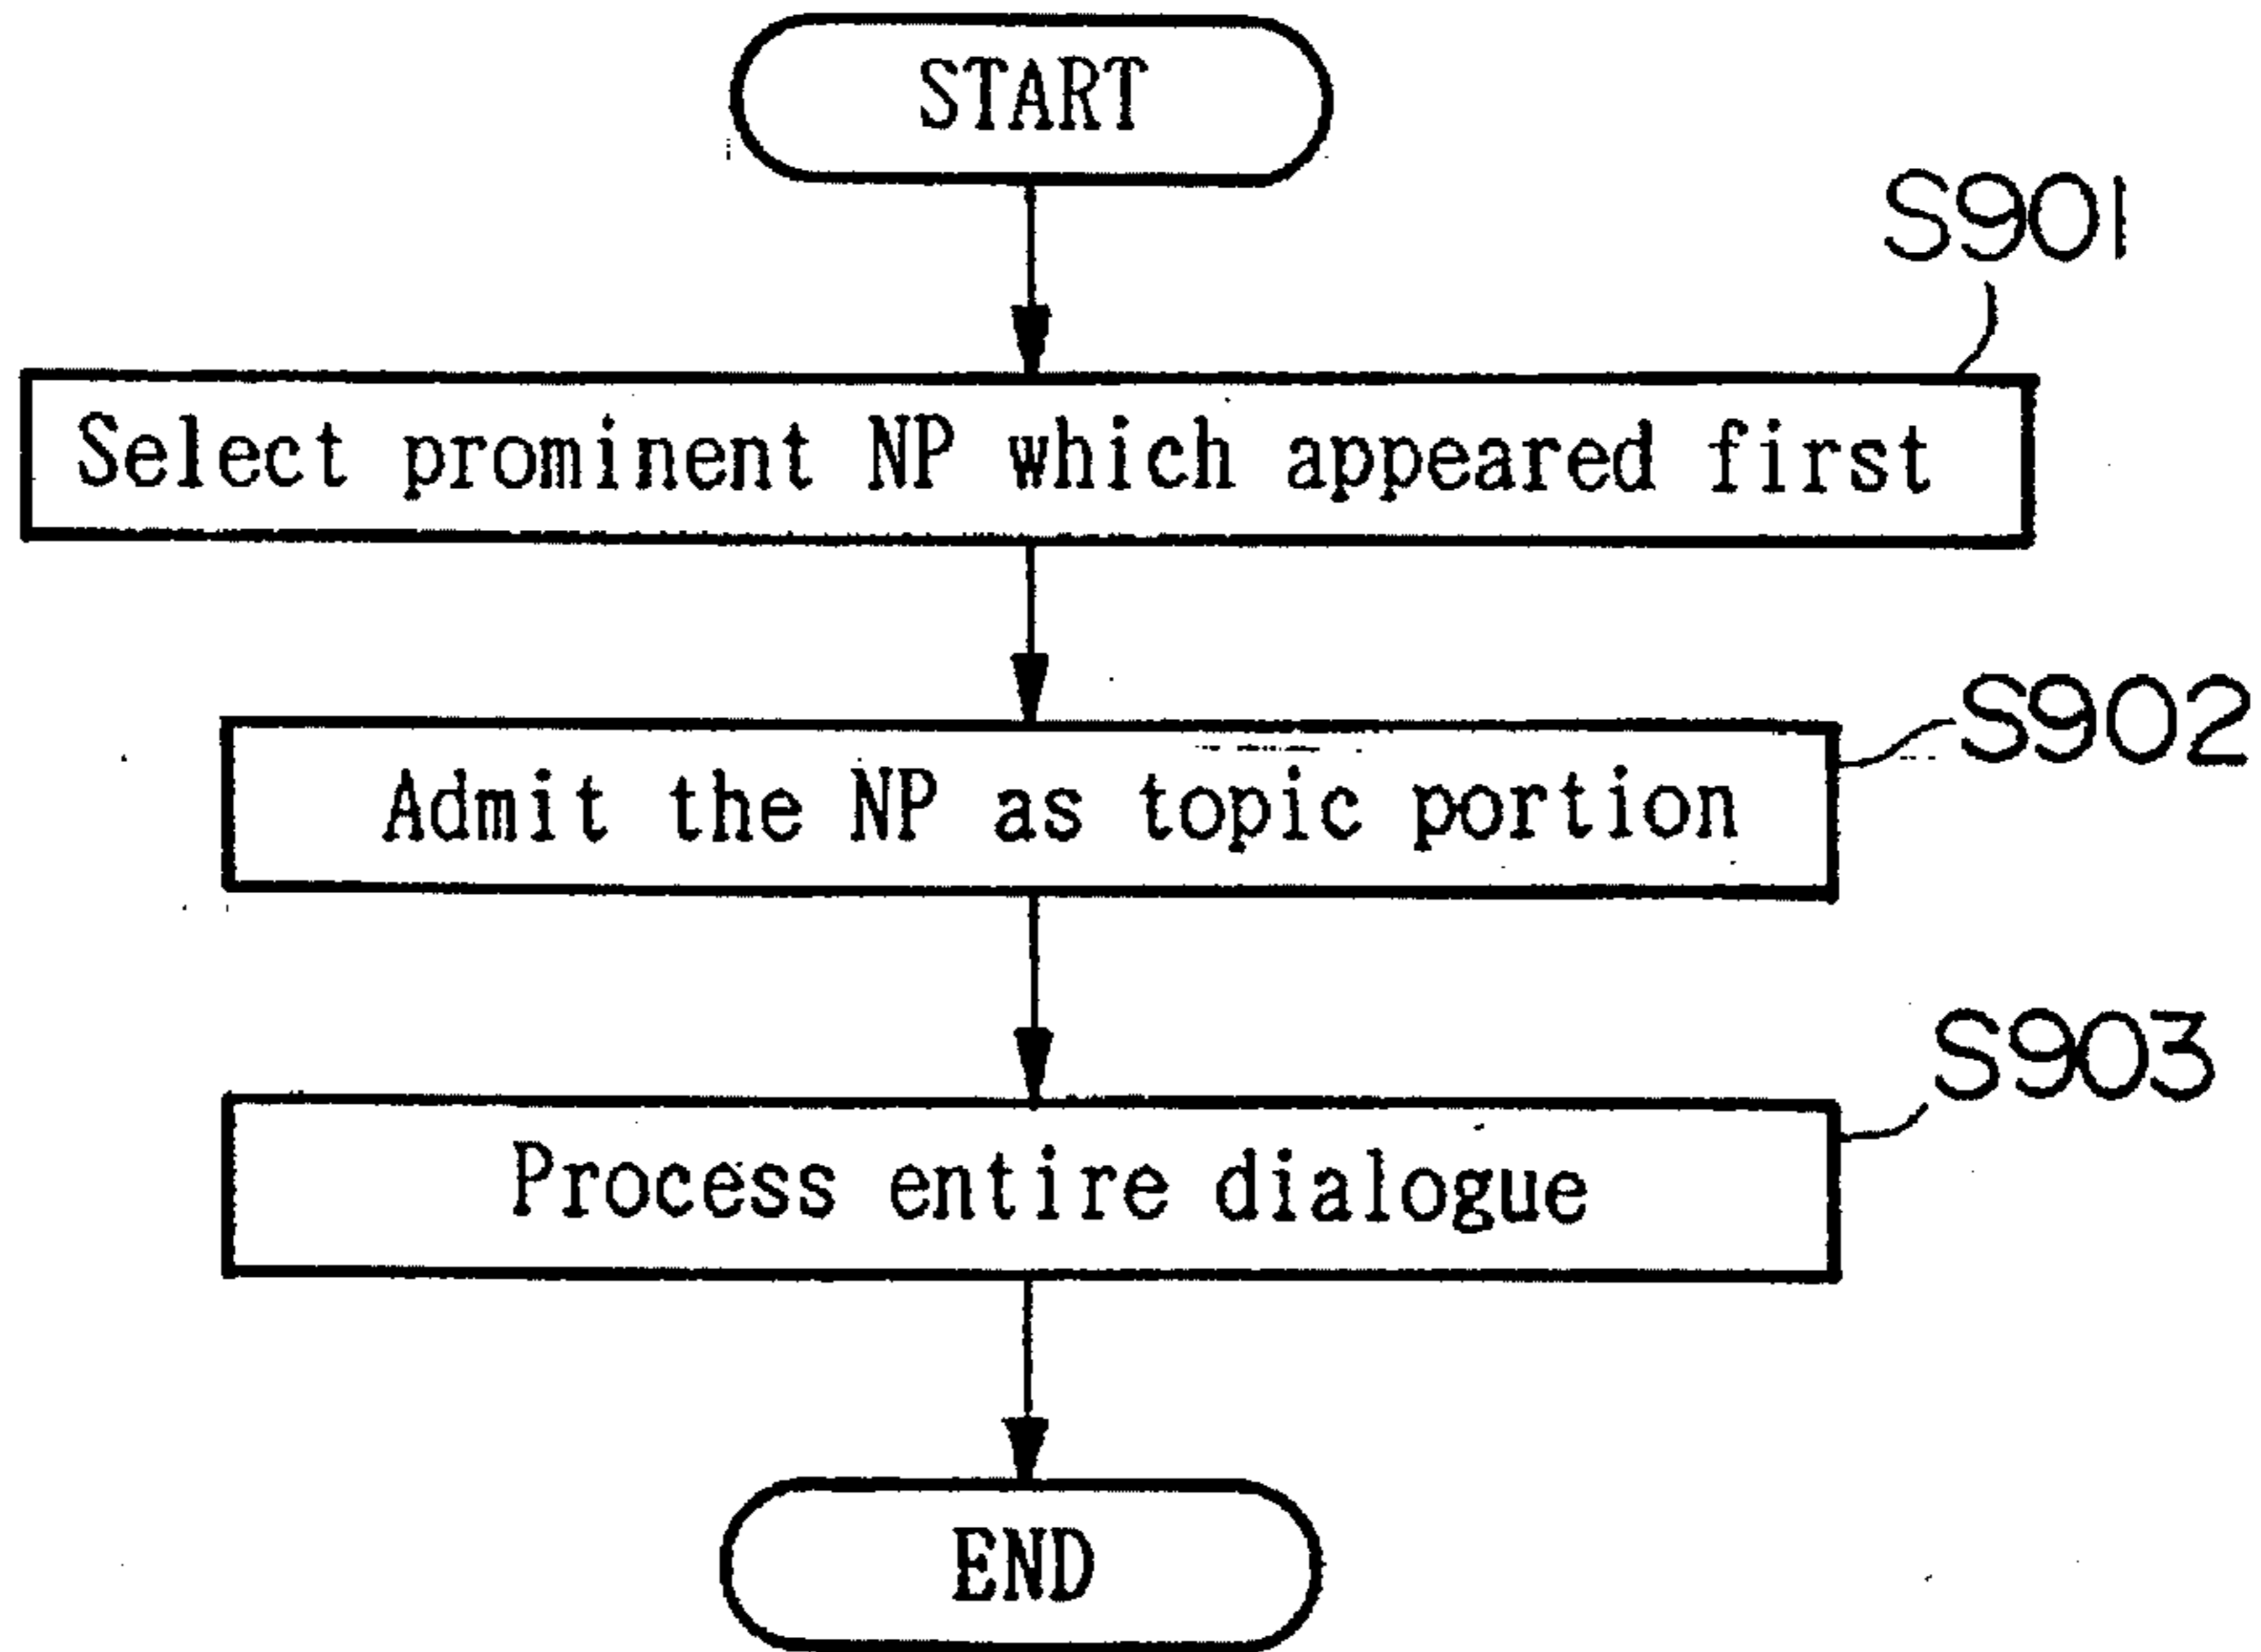 START
S901
Select prominent NP which appeared first
S902
Admit the NP as topic portion
S903
Process entire dialogue
END